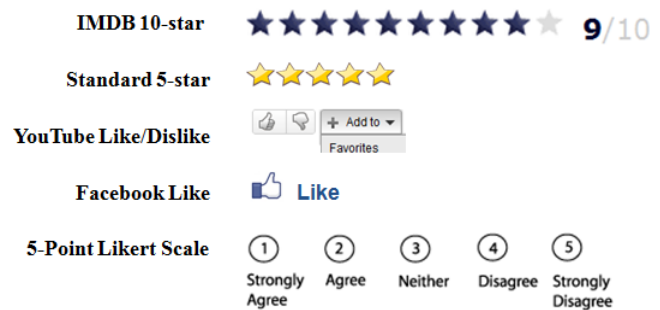 IMDB 10-star 9/10
Standard 5-star
YouTube Like/Dislike + Add to
Favorites
Facebook Like Like
5-Point Likert Scale 1 2 3 4 5
Strongly Agree Neither Disagree Strongly
Agree Disagree